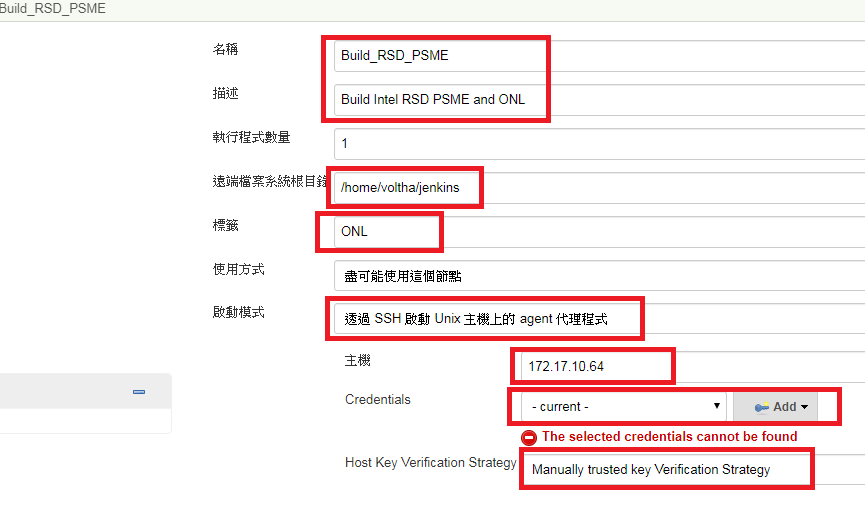 Build_RSD_PSME
名稱
Build_RSD_PSME
描述
Build Intel RSD PSME and ONL
執行程式數量
1
遠端檔案系統根目錄
/home/voltha/jenkins
標籤
ONL
使用方式
盡可能使用這個節點
啟動模式
透過 SSH 啟動 Unix 主機上的 agent 代理程式
主機
172.17.10.64
Credentials
- current -
Add
The selected credentials cannot be found
Host Key Verification Strategy
Manually trusted key Verification Strategy